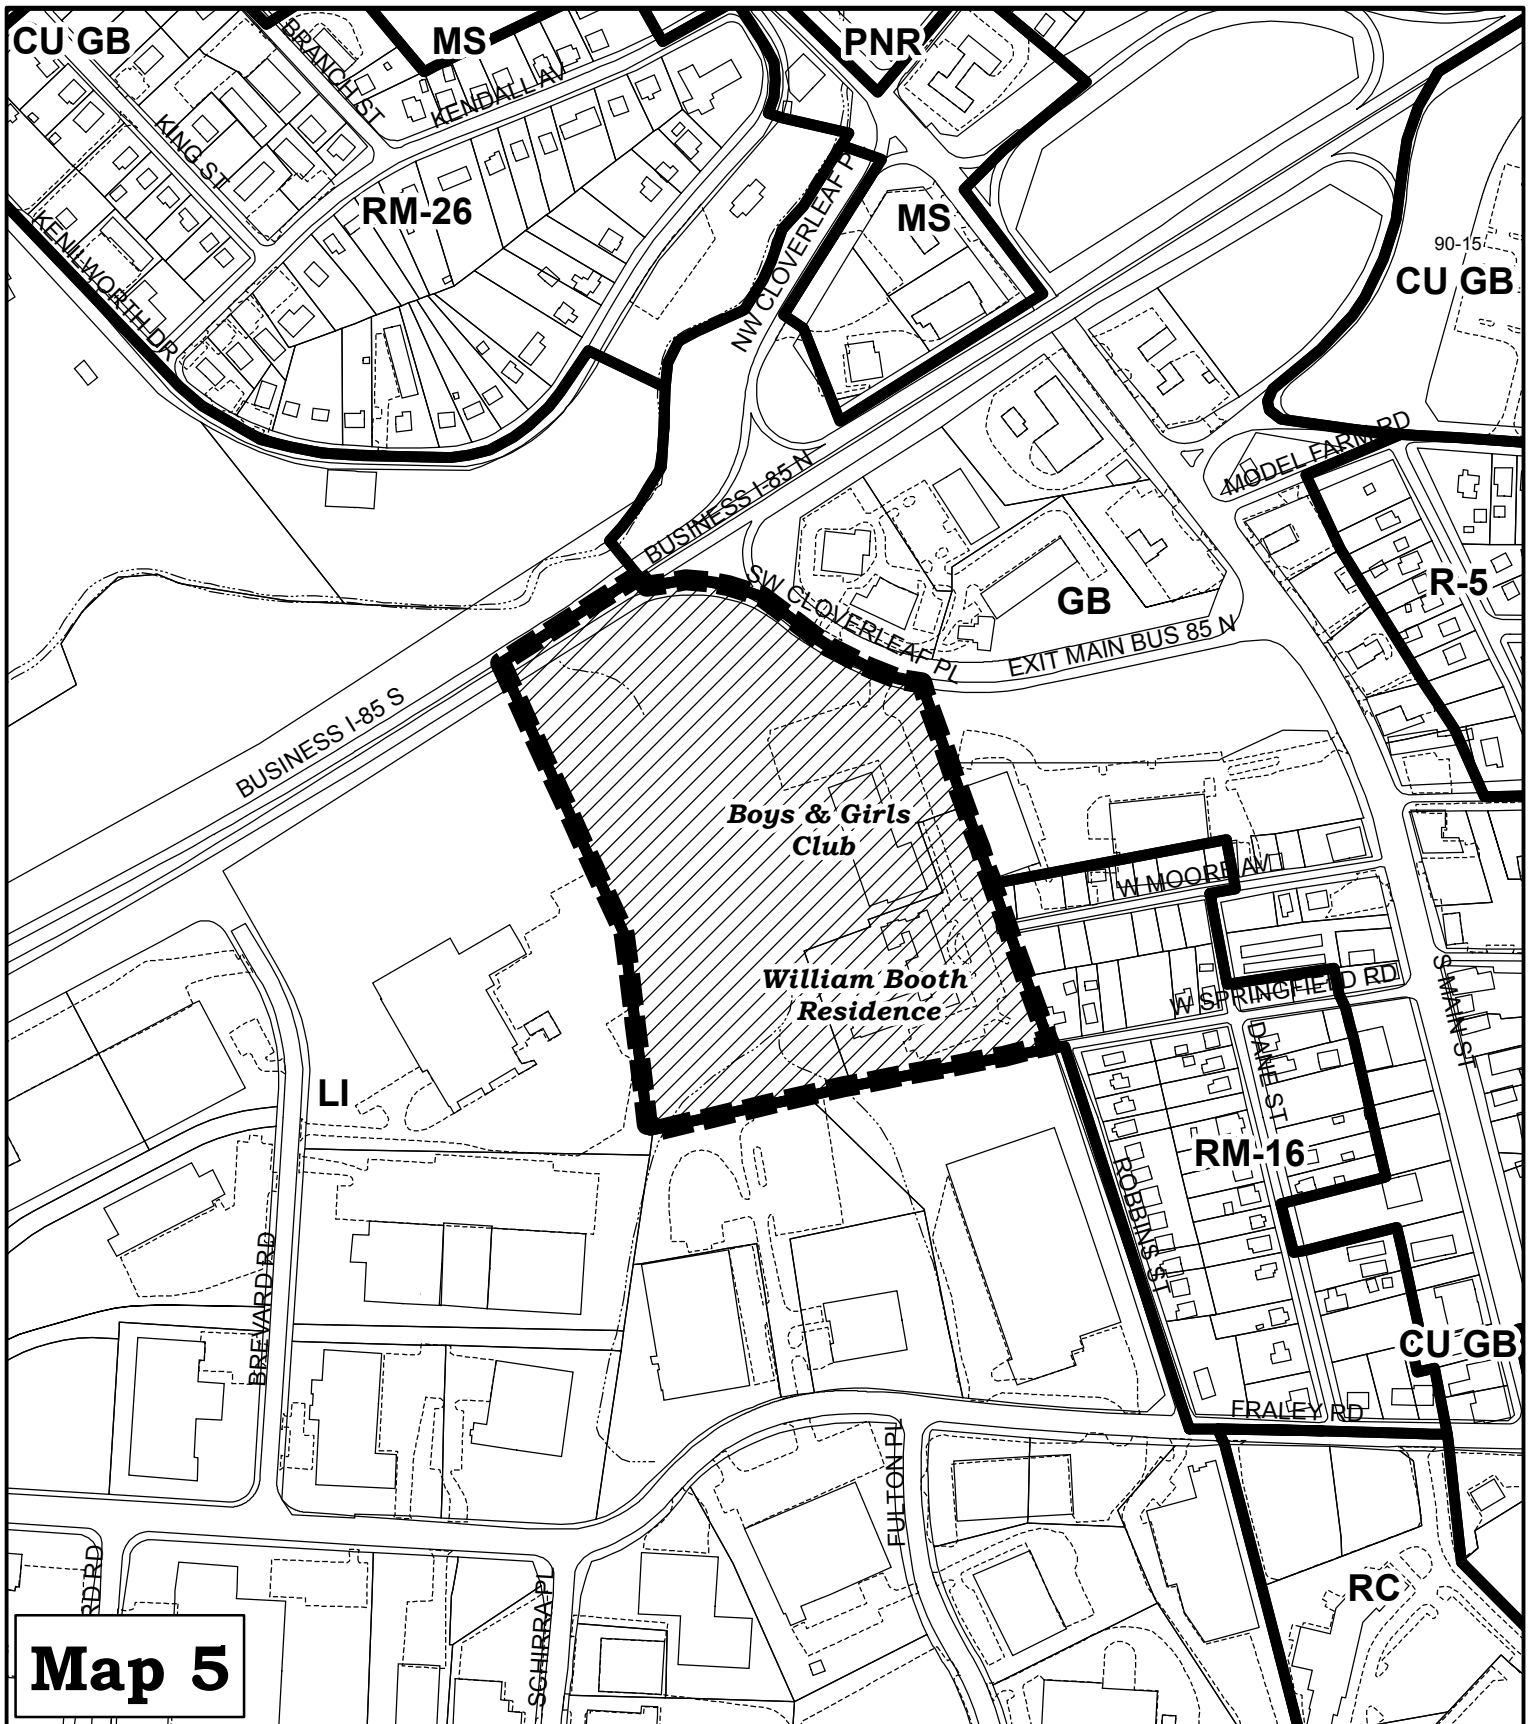 CU GB
MS
PNR
BRANCH ST
KENDALL AV
KING ST
RM-26
KENILWORTH DR
NW CLOVERLEAF P
MS
90-15
CU GB
MODEL FARM RD
BUSINESS I-85 N
SW CLOVERLEAF PL
GB
R-5
EXIT MAIN BUS 85 N
BUSINESS I-85 S
Boys & Girls
Club
W MOORE AV
William Booth
Residence
W SPRINGFIELD RD
S MAIN ST
DANE ST
LI
RM-16
ROBBINS ST
BREVARD RD
CU GB
FRALEY RD
FULTON PL
RD RD
SCHIRRA PL
RC
Map 5